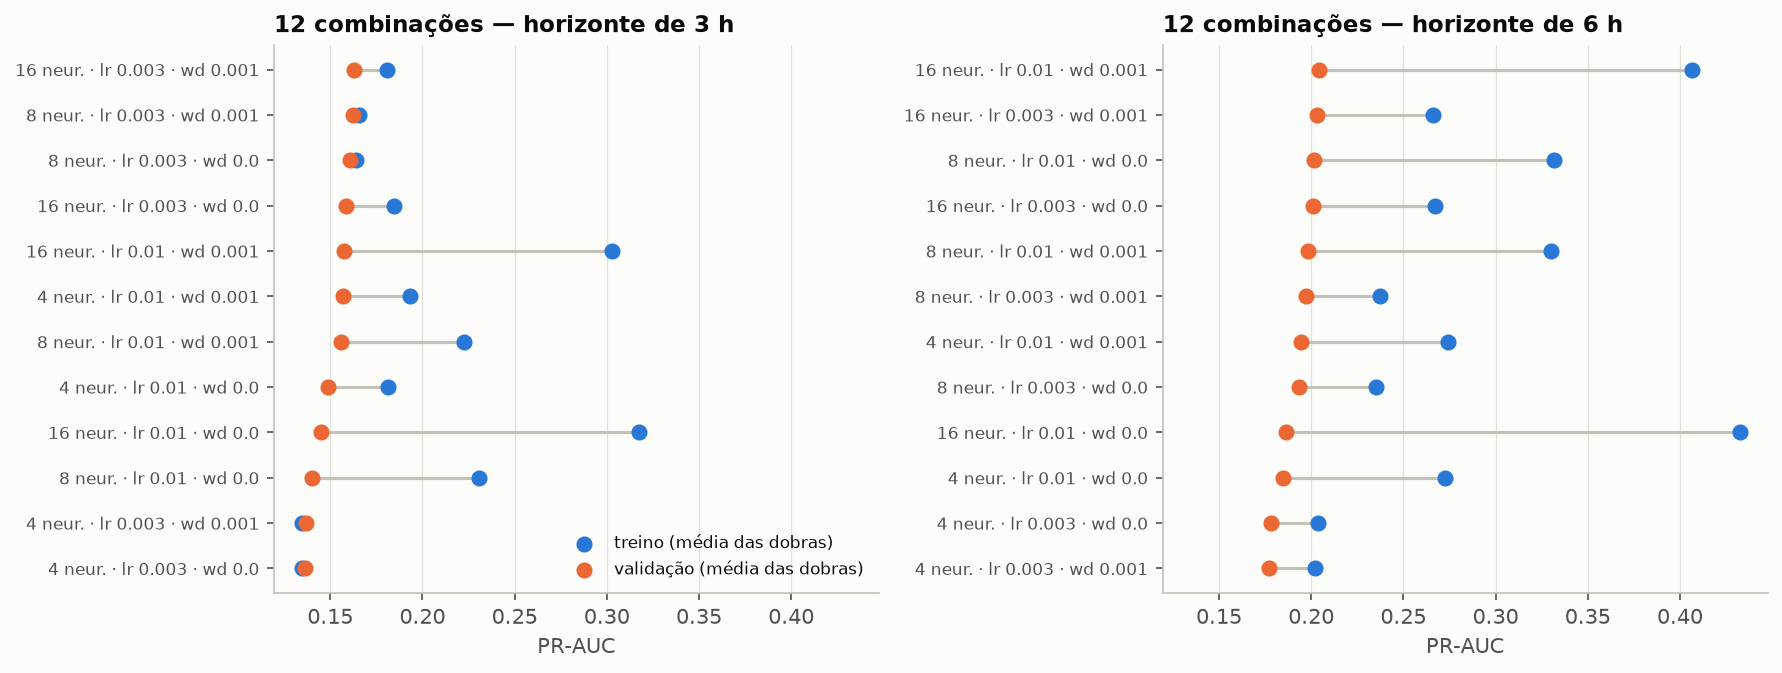 12 combinações — horizonte de 3 h
16 neur. · lr 0.003 · wd 0.001
8 neur. · lr 0.003 · wd 0.001
8 neur. · lr 0.003 · wd 0.0
16 neur. · lr 0.003 · wd 0.0
16 neur. · lr 0.01 · wd 0.001
4 neur. · lr 0.01 · wd 0.001
8 neur. · lr 0.01 · wd 0.001
4 neur. · lr 0.01 · wd 0.0
16 neur. · lr 0.01 · wd 0.0
8 neur. · lr 0.01 · wd 0.0
4 neur. · lr 0.003 · wd 0.001
4 neur. · lr 0.003 · wd 0.0
treino (média das dobras)
validação (média das dobras)
0.15 0.20 0.25 0.30 0.35 0.40
PR-AUC
12 combinações — horizonte de 6 h
16 neur. · lr 0.01 · wd 0.001
16 neur. · lr 0.003 · wd 0.001
8 neur. · lr 0.01 · wd 0.0
16 neur. · lr 0.003 · wd 0.0
8 neur. · lr 0.01 · wd 0.001
8 neur. · lr 0.003 · wd 0.001
4 neur. · lr 0.01 · wd 0.001
8 neur. · lr 0.003 · wd 0.0
16 neur. · lr 0.01 · wd 0.0
4 neur. · lr 0.01 · wd 0.0
4 neur. · lr 0.003 · wd 0.0
4 neur. · lr 0.003 · wd 0.001
0.15 0.20 0.25 0.30 0.35 0.40
PR-AUC